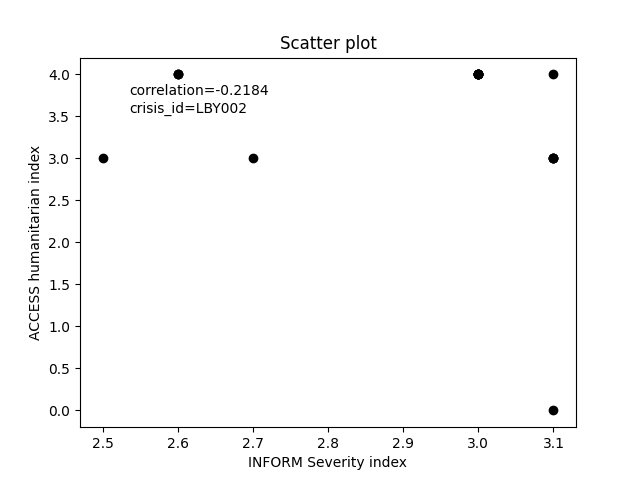 Scatter plot
4.0
correlation=-0.2184
crisis_id=LBY002
3.5
3.0
2.5
2.0
1.5
1.0
0.5
0.0
ACCESS humanitarian index
2.5 2.6 2.7 2.8 2.9 3.0 3.1
INFORM Severity index